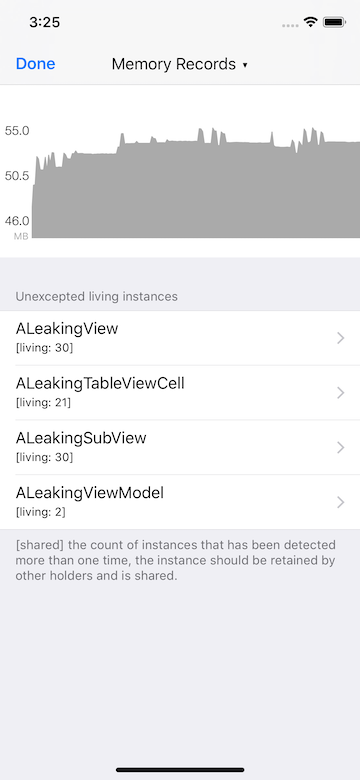 3:25
Done
Memory Records ▾
55.0
50.5
46.0
MB
Unexcepted living instances
ALeakingView
[living: 30]
ALeakingTableViewCell
[living: 21]
ALeakingSubView
[living: 30]
ALeakingViewModel
[living: 2]
[shared] the count of instances that has been detected
more than one time, the instance should be retained by
other holders and is shared.